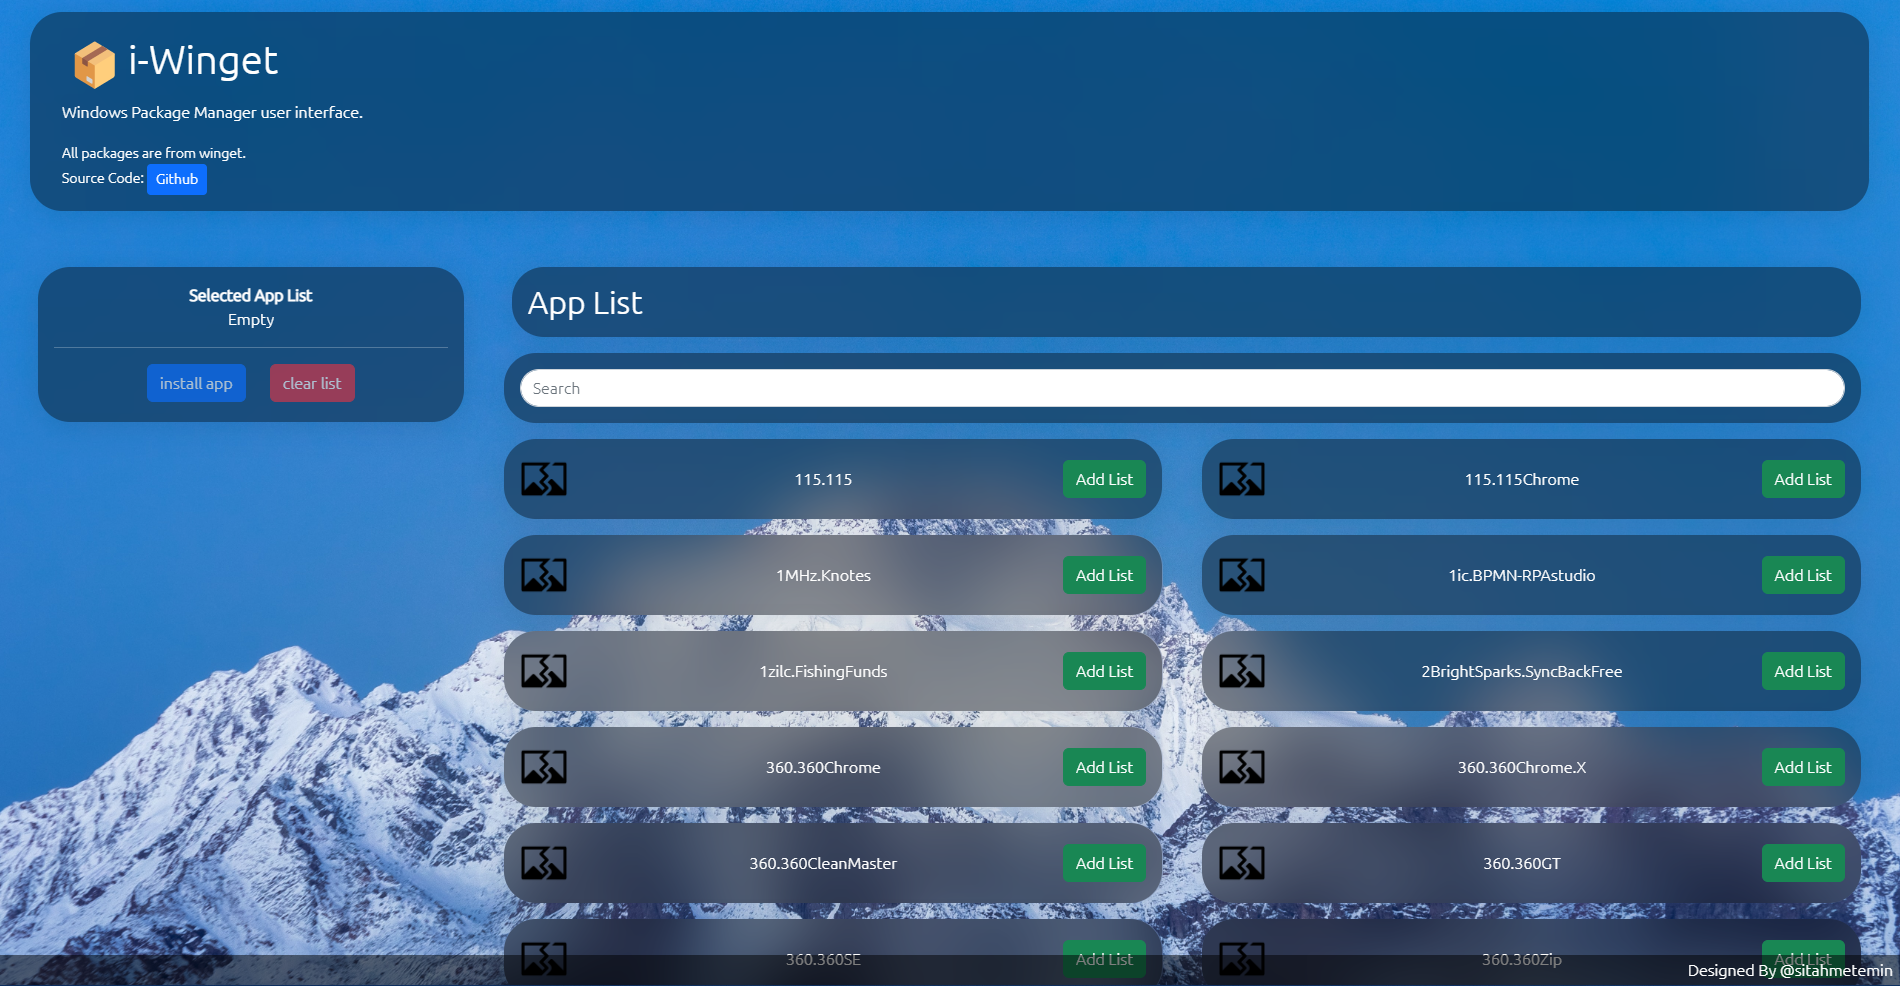 i-Winget
Windows Package Manager user interface.
All packages are from winget.
Source Code: Github
Selected App List
Empty
install app clear list
App List
Search
115.115 Add List
115.115Chrome Add List
1MHz.Knotes Add List
1ic.BPMN-RPAstudio Add List
1zilc.FishingFunds Add List
2BrightSparks.SyncBackFree Add List
360.360Chrome Add List
360.360Chrome.X Add List
360.360CleanMaster Add List
360.360GT Add List
360.360SE Add List
360.360Zip Add List
Designed By @sitahmetemin